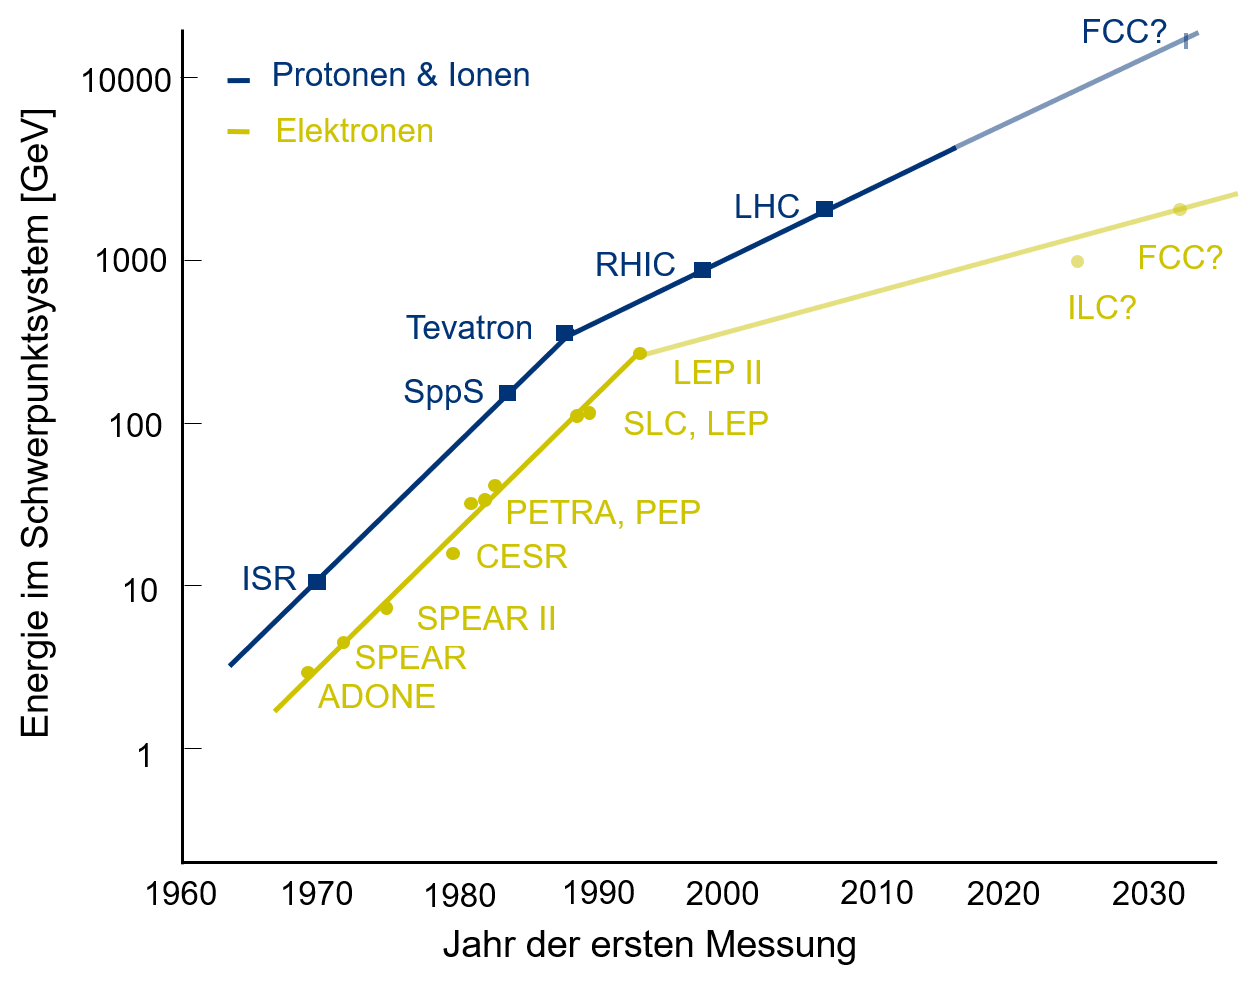 FCC?
10000
Protonen & Ionen
Elektronen
Energie im Schwerpunktsystem [GeV]
LHC
1000
RHIC
FCC?
ILC?
Tevatron
LEP II
SppS
100
SLC, LEP
PETRA, PEP
CESR
ISR
10
SPEAR II
SPEAR
ADONE
1
1960 1970 1980 1990 2000 2010 2020 2030
Jahr der ersten Messung